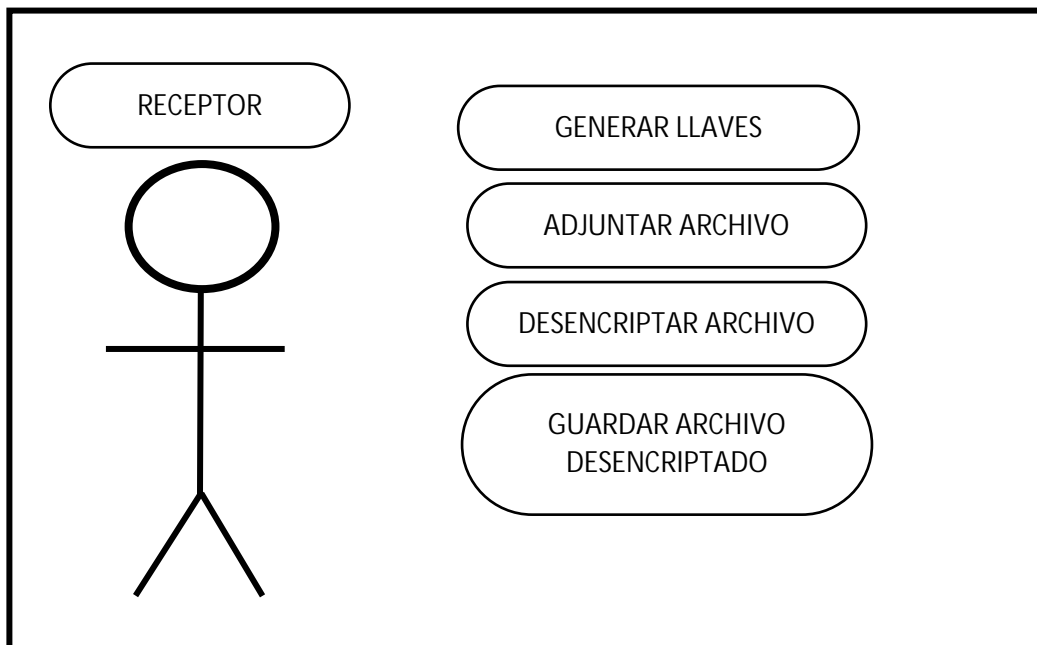 RECEPTOR
GENERAR LLAVES
ADJUNTAR ARCHIVO
DESENCRIPTAR ARCHIVO
GUARDAR ARCHIVO
DESENCRIPTADO